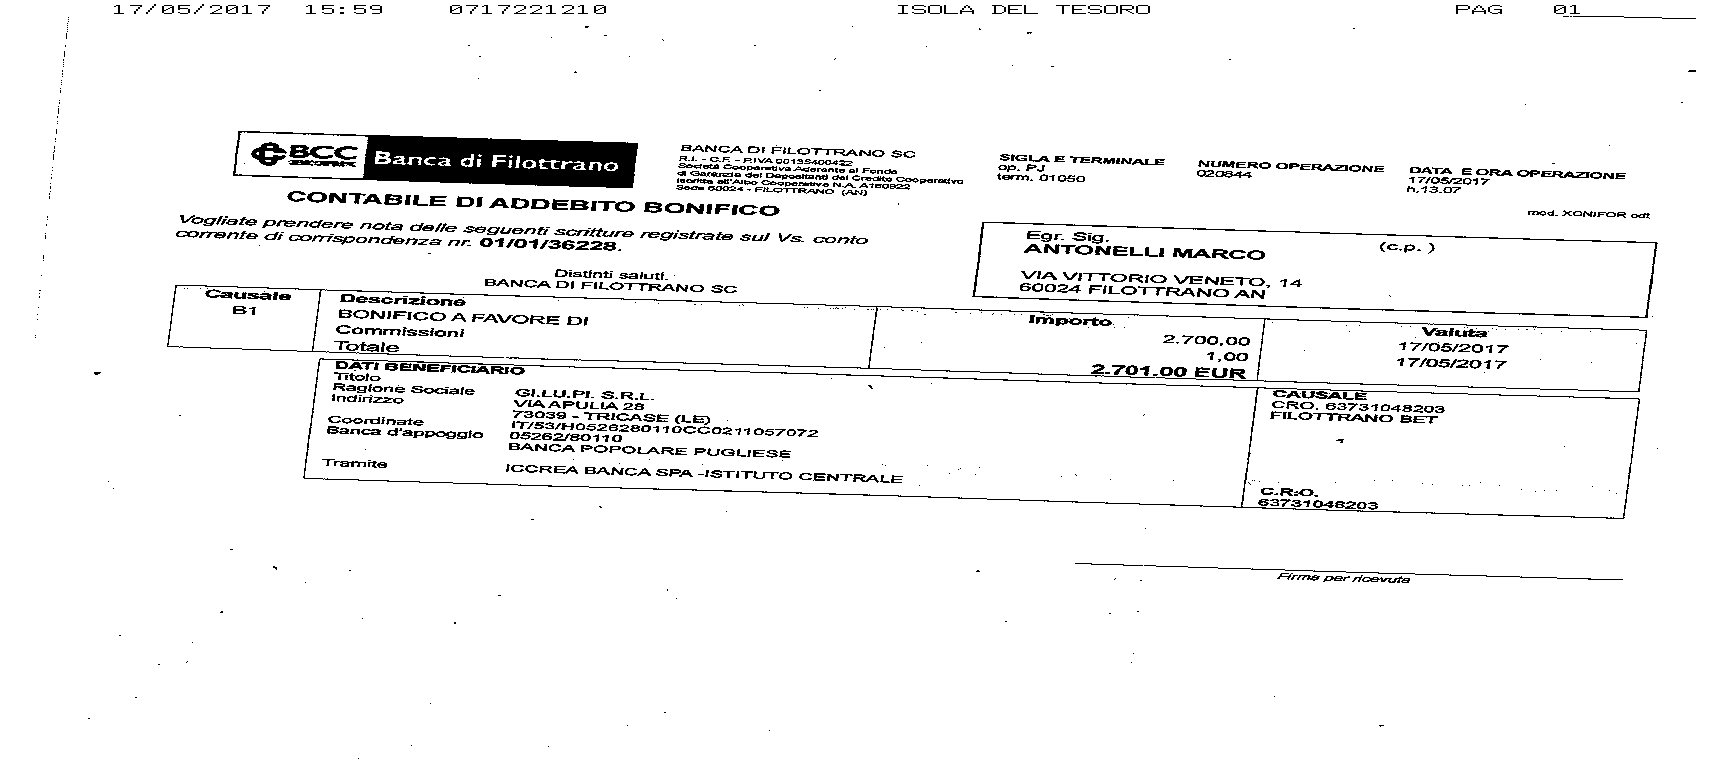 17/05/2017 15:59 0717221210 ISOLA DEL TESORO PAG 01
BCC Banca di Filottrano
BANCA DI FILOTTRANO SC
R.I. - C.F. - P.IVA 00135400422
Società Cooperativa Aderente al Fondo
di Garanzia dei Depositanti del Credito Cooperativo
Iscritta all'Albo Cooperative N.A. A160922
Sede 60024 - FILOTTRANO (AN)
SIGLA E TERMINALE
op. PJ
term. 01050
NUMERO OPERAZIONE
020844
DATA E ORA OPERAZIONE
17/05/2017
h.13.07
mod. XONIFOR odt
CONTABILE DI ADDEBITO BONIFICO
Vogliate prendere nota delle seguenti scritture registrate sul Vs. conto
corrente di corrispondenza nr. 01/01/36228.
Distinti saluti.
BANCA DI FILOTTRANO SC
Egr. Sig. (c.p. )
ANTONELLI MARCO
VIA VITTORIO VENETO, 14
60024 FILOTTRANO AN
Causale Descrizione Importo Valuta
B1 BONIFICO A FAVORE DI 2.700,00 17/05/2017
Commissioni 1,00 17/05/2017
Totale 2.701.00 EUR
DATI BENEFICIARIO
Titolo
Ragione Sociale GI.LU.PI. S.R.L.
Indirizzo VIA APULIA 28
73039 - TRICASE (LE)
Coordinate IT/53/H0526280110CC0211057072
Banca d'appoggio 05262/80110
BANCA POPOLARE PUGLIESE
Tramite ICCREA BANCA SPA -ISTITUTO CENTRALE
CAUSALE
CRO. 63731048203
FILOTTRANO BET
C.R.O.
63731048203
Firma per ricevuta